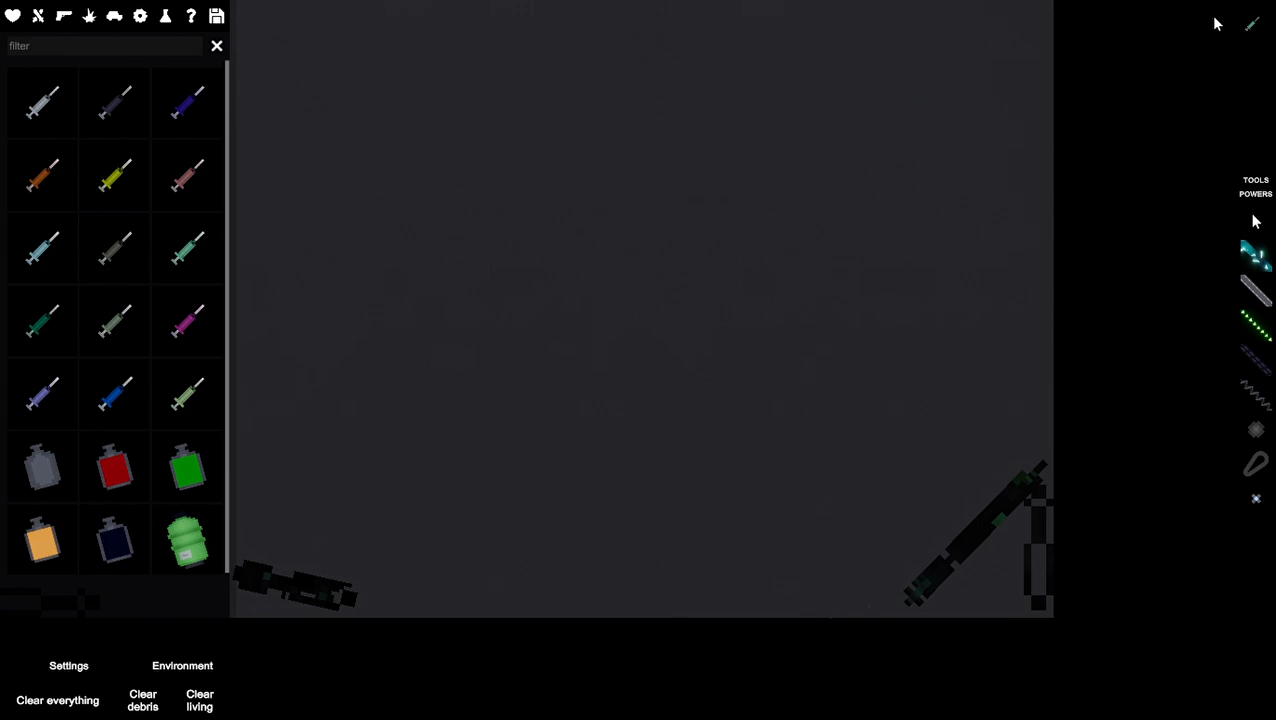 filter
TOOLS
POWERS
Settings
Environment
Clear everything
Clear
debris
Clear
living